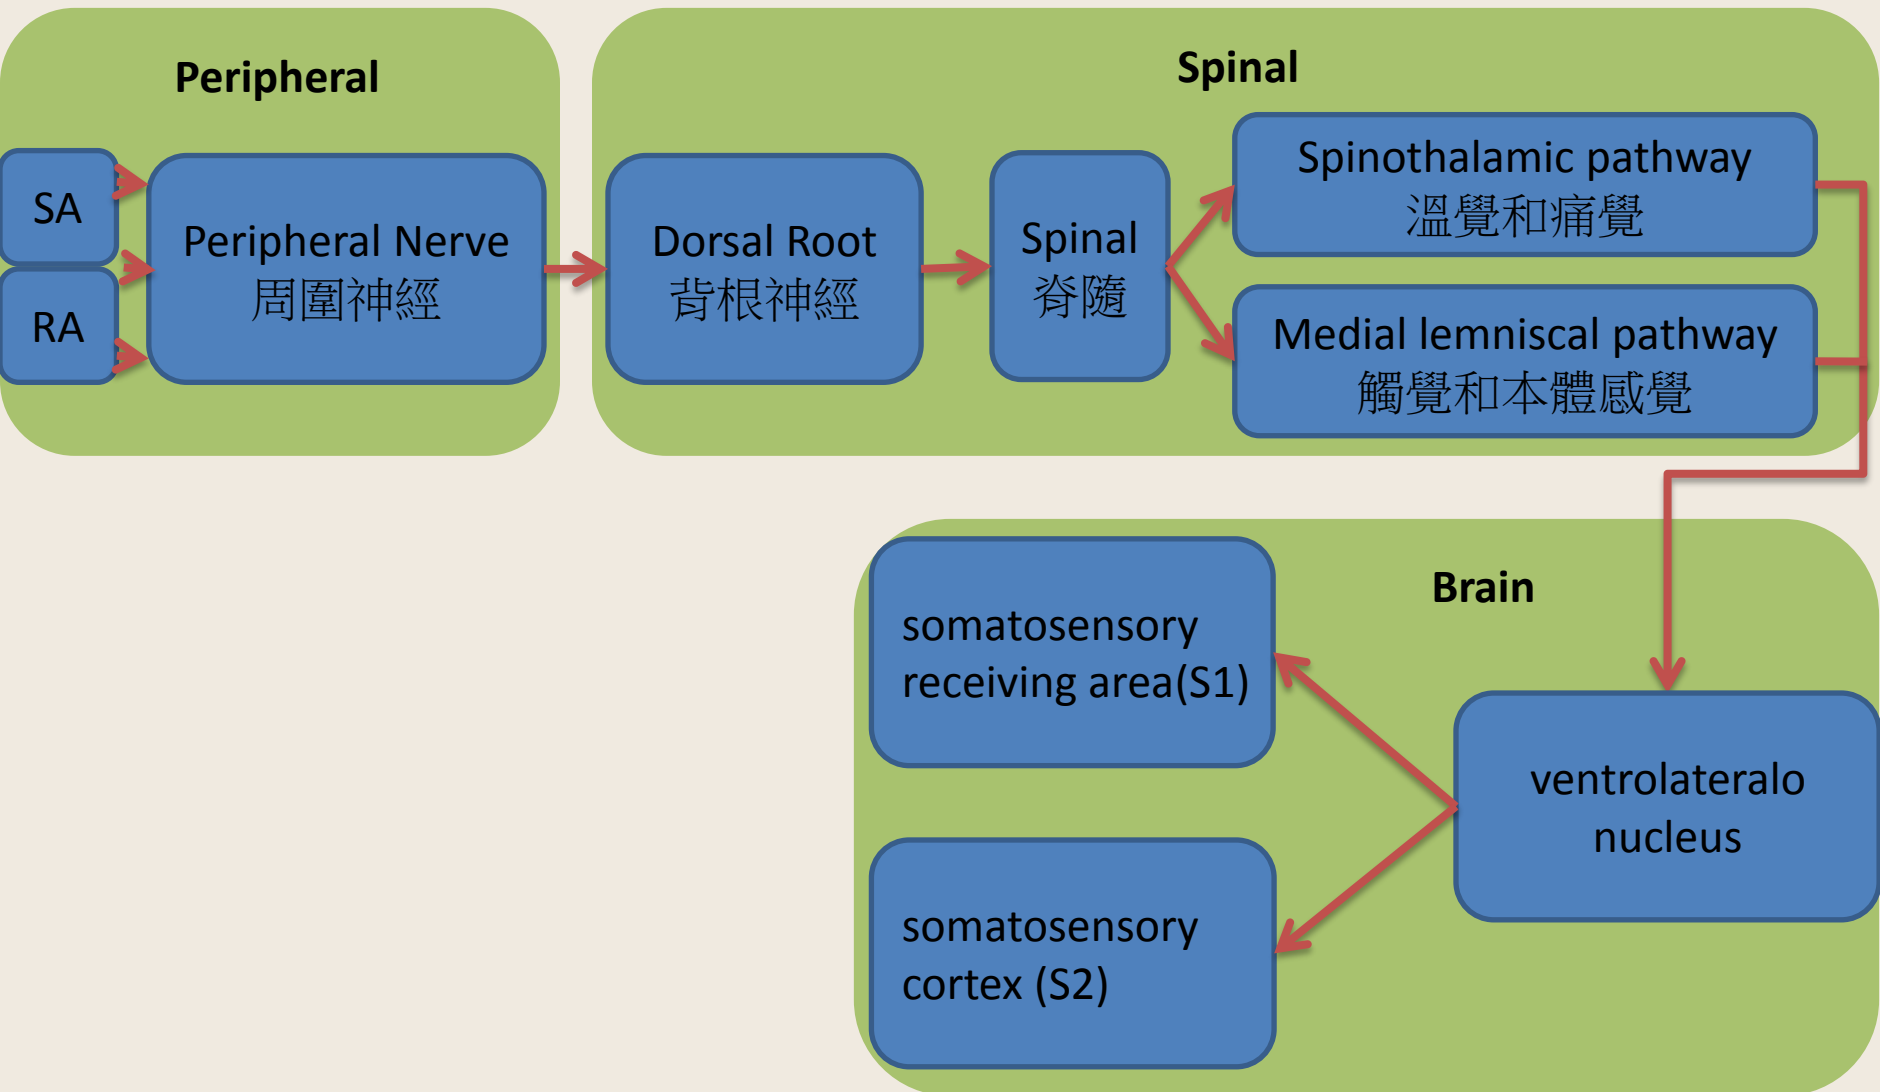 Peripheral
SA
RA
Peripheral Nerve
周圍神經
Spinal
Dorsal Root
背根神經
Spinal
脊隨
Spinothalamic pathway
溫覺和痛覺
Medial lemniscal pathway
觸覺和本體感覺
Brain
somatosensory
receiving area(S1)
somatosensory
cortex (S2)
ventrolateralo
nucleus